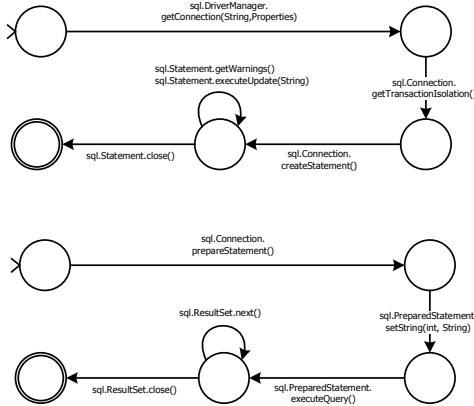 sql.DriverManager.
getConnection(String,Properties)
sql.Statement.getWarnings()
sql.Statement.executeUpdate(String)
sql.Connection.
getTransactionIsolation(
sql.Statement.close()
sql.Connection.
createStatement()
sql.Connection.
prepareStatement()
sql.ResultSet.next()
sql.PreparedStatement
setString(int, String)
sql.ResultSet.close()
sql.PreparedStatement.
executeQuery()